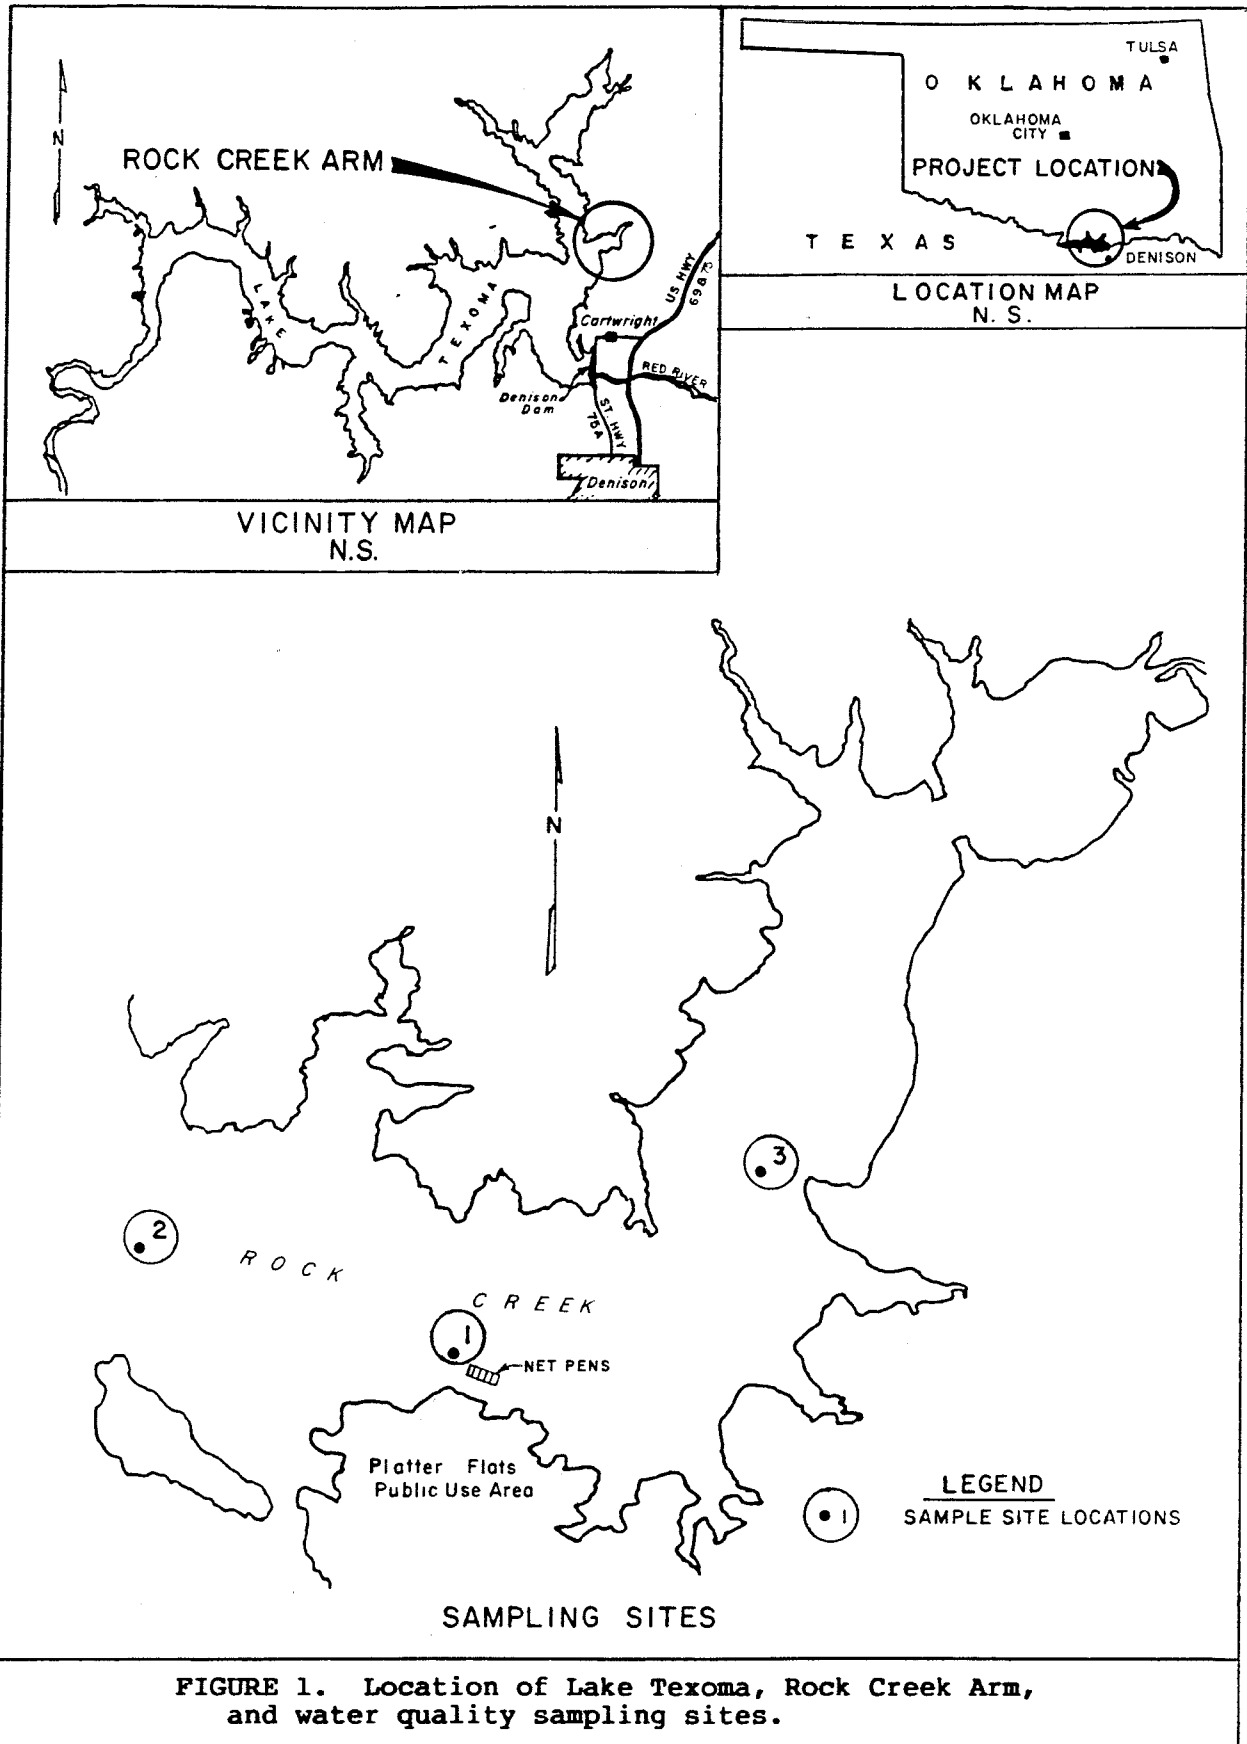 N
ROCK CREEK ARM
LAKE
TEXOMA
US HWY
69 & 75
Cartwright
RED RIVER
Denison
Dam
ST. HWY
75A
Denison
VICINITY MAP
N.S.
TULSA
OKLAHOMA
OKLAHOMA
CITY
PROJECT LOCATION
TEXAS
DENISON
LOCATION MAP
N. S.
N
3
2
ROCK
CREEK
1
NET PENS
Platter Flats
Public Use Area
LEGEND
1
SAMPLE SITE LOCATIONS
SAMPLING SITES
FIGURE 1. Location of Lake Texoma, Rock Creek Arm,
and water quality sampling sites.